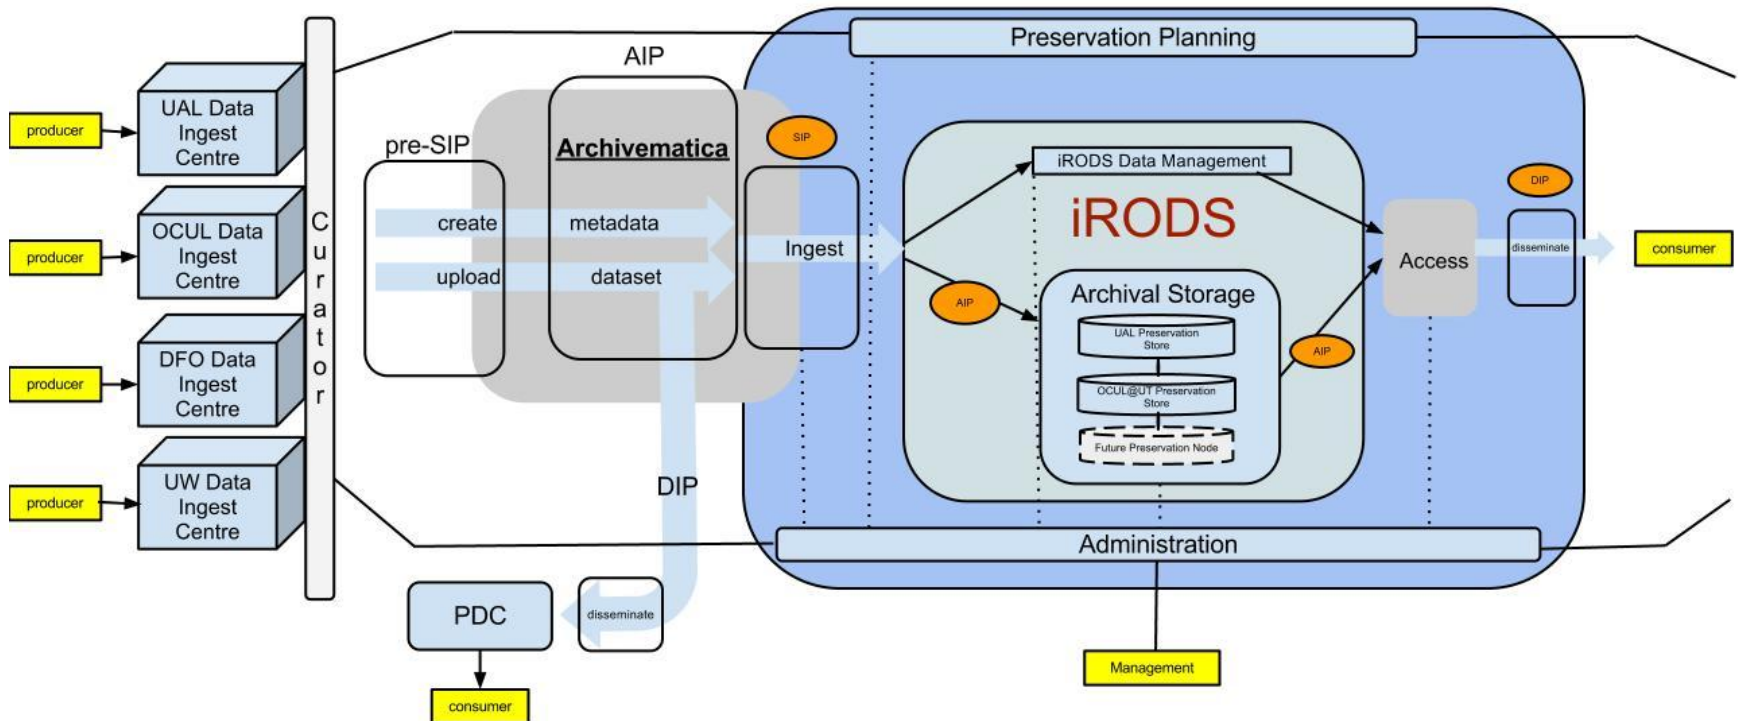 Preservation Planning
AIP
UAL Data
Ingest
Centre
producer
SIP
pre-SIP
Archivematica
iRODS Data Management
DIP
Curator
create
metadata
iRODS
OCUL Data
Ingest
Centre
producer
Ingest
disseminate
consumer
Access
upload
dataset
AIP
Archival Storage
UAL Preservation
Store
DFO Data
Ingest
Centre
producer
AIP
OCUL@UT Preservation
Store
Future Preservation Node
UW Data
Ingest
Centre
producer
DIP
Administration
PDC
disseminate
Management
consumer